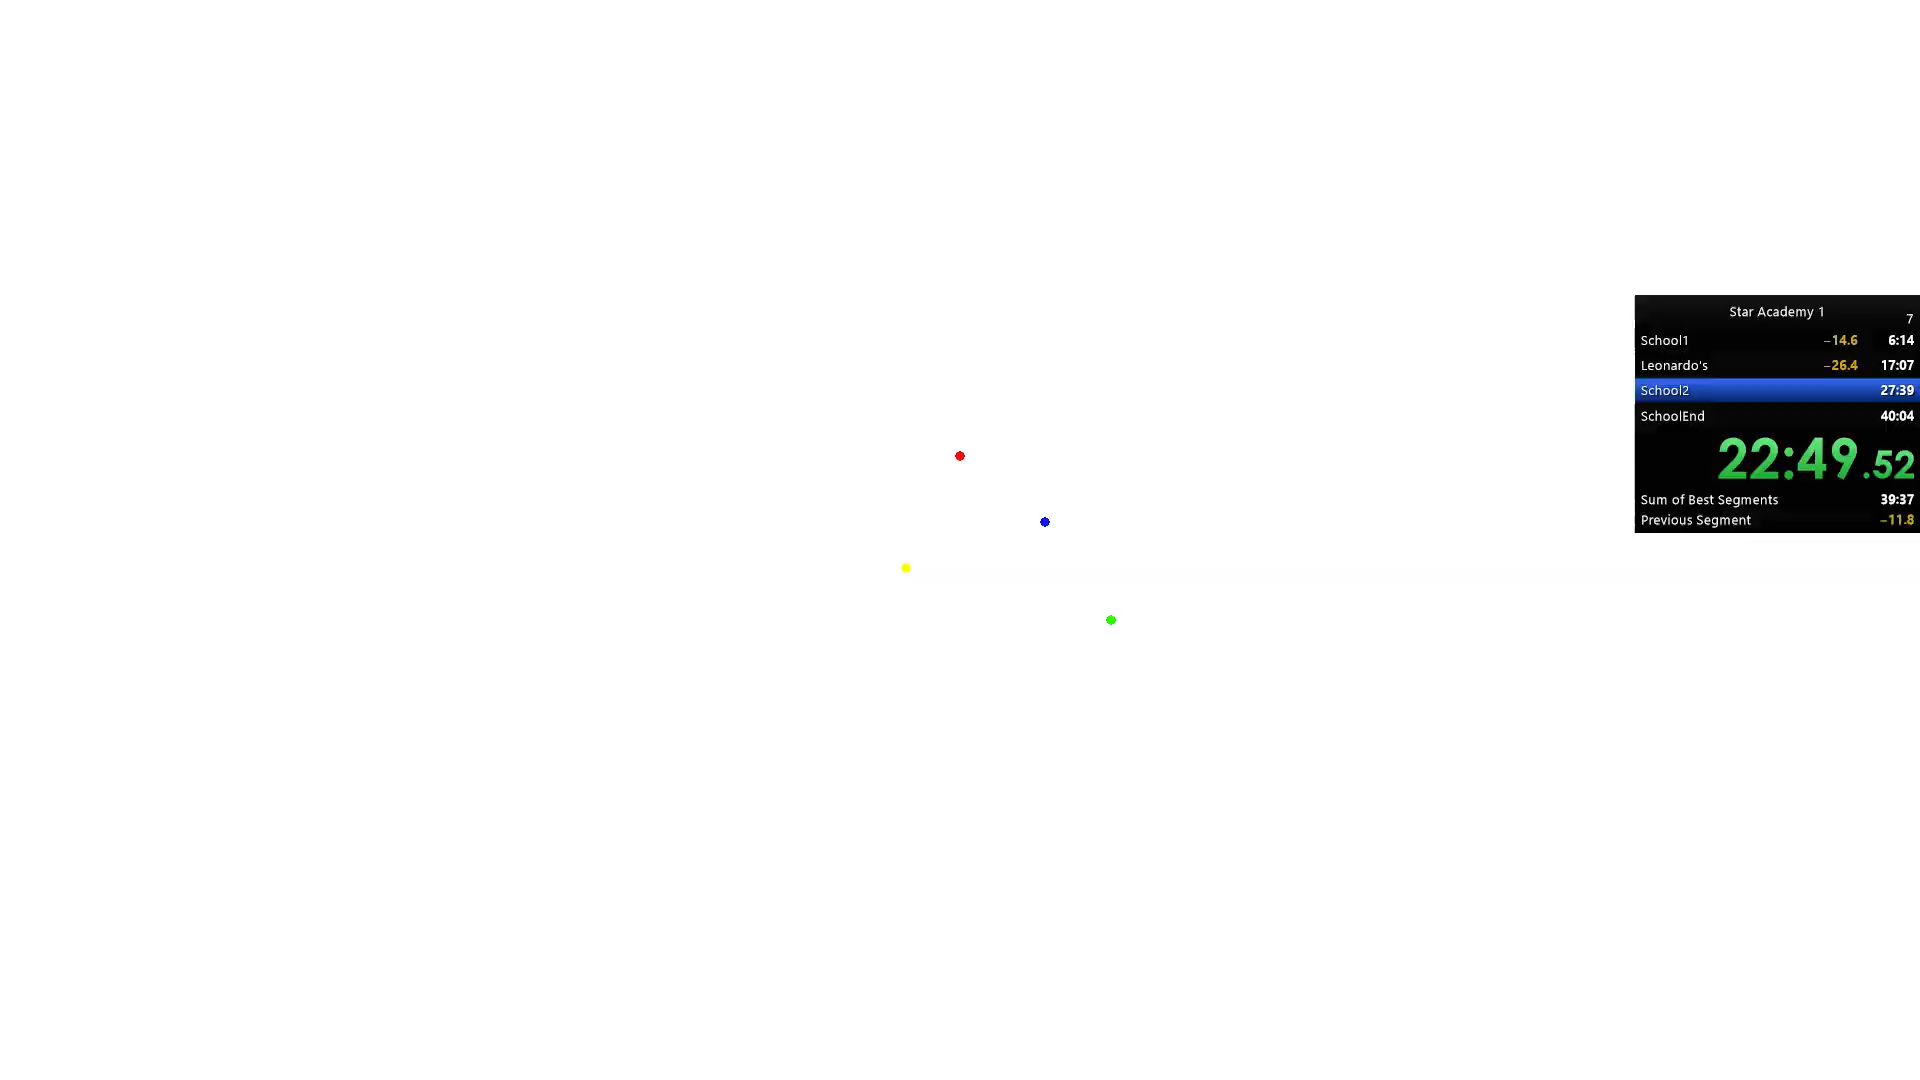 Star Academy 1
7
School1 −14.6 6:14
Leonardo's −26.4 17:07
School2 27:39
SchoolEnd 40:04
22:49.52
Sum of Best Segments 39:37
Previous Segment −11.8